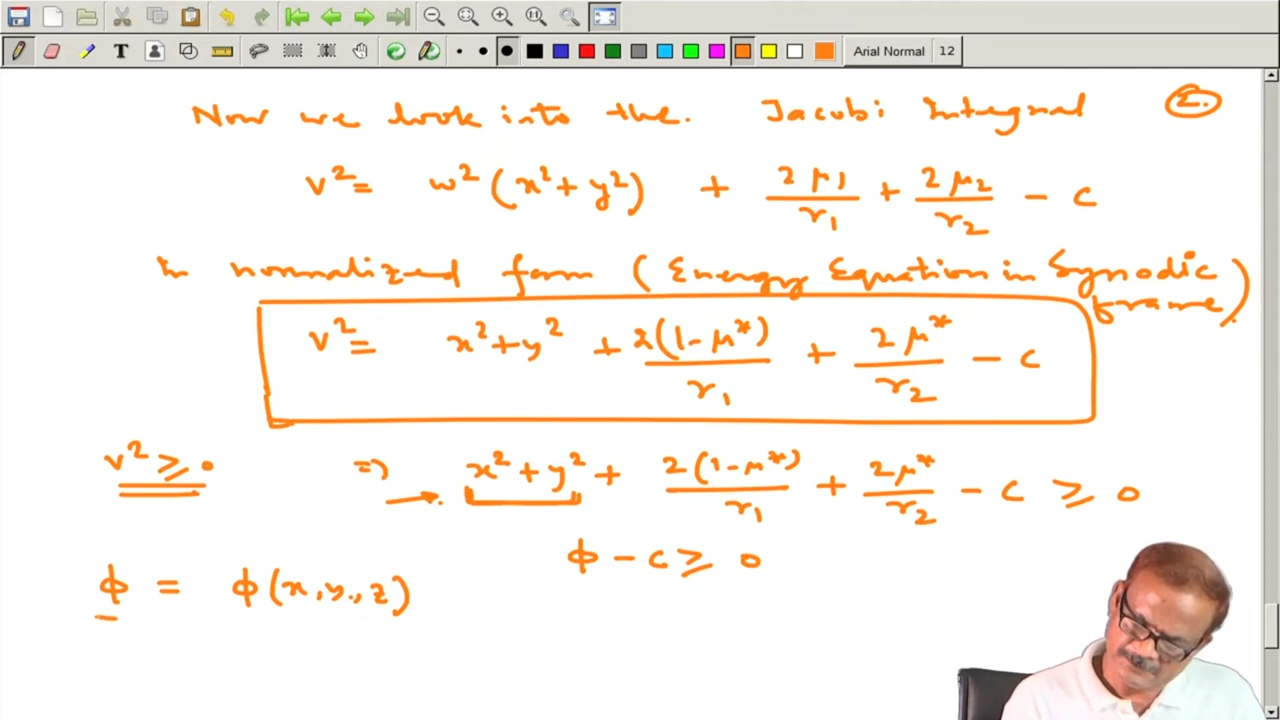 Arial Normal 12
Now we look into the. Jacobi Integral 2.
v² = ω²(x²+y²) + 2μ1/r1 + 2μ2/r2 - c
In normalized form (Energy Equation in Synodic
frame)
v² = x²+y² + 2(1-μ*)/r1 + 2μ*/r2 - c
v² ≥ 0 ⇒ x²+y² + 2(1-μ*)/r1 + 2μ*/r2 - c ≥ 0
ϕ - c ≥ 0
ϕ = ϕ(x,y,z)